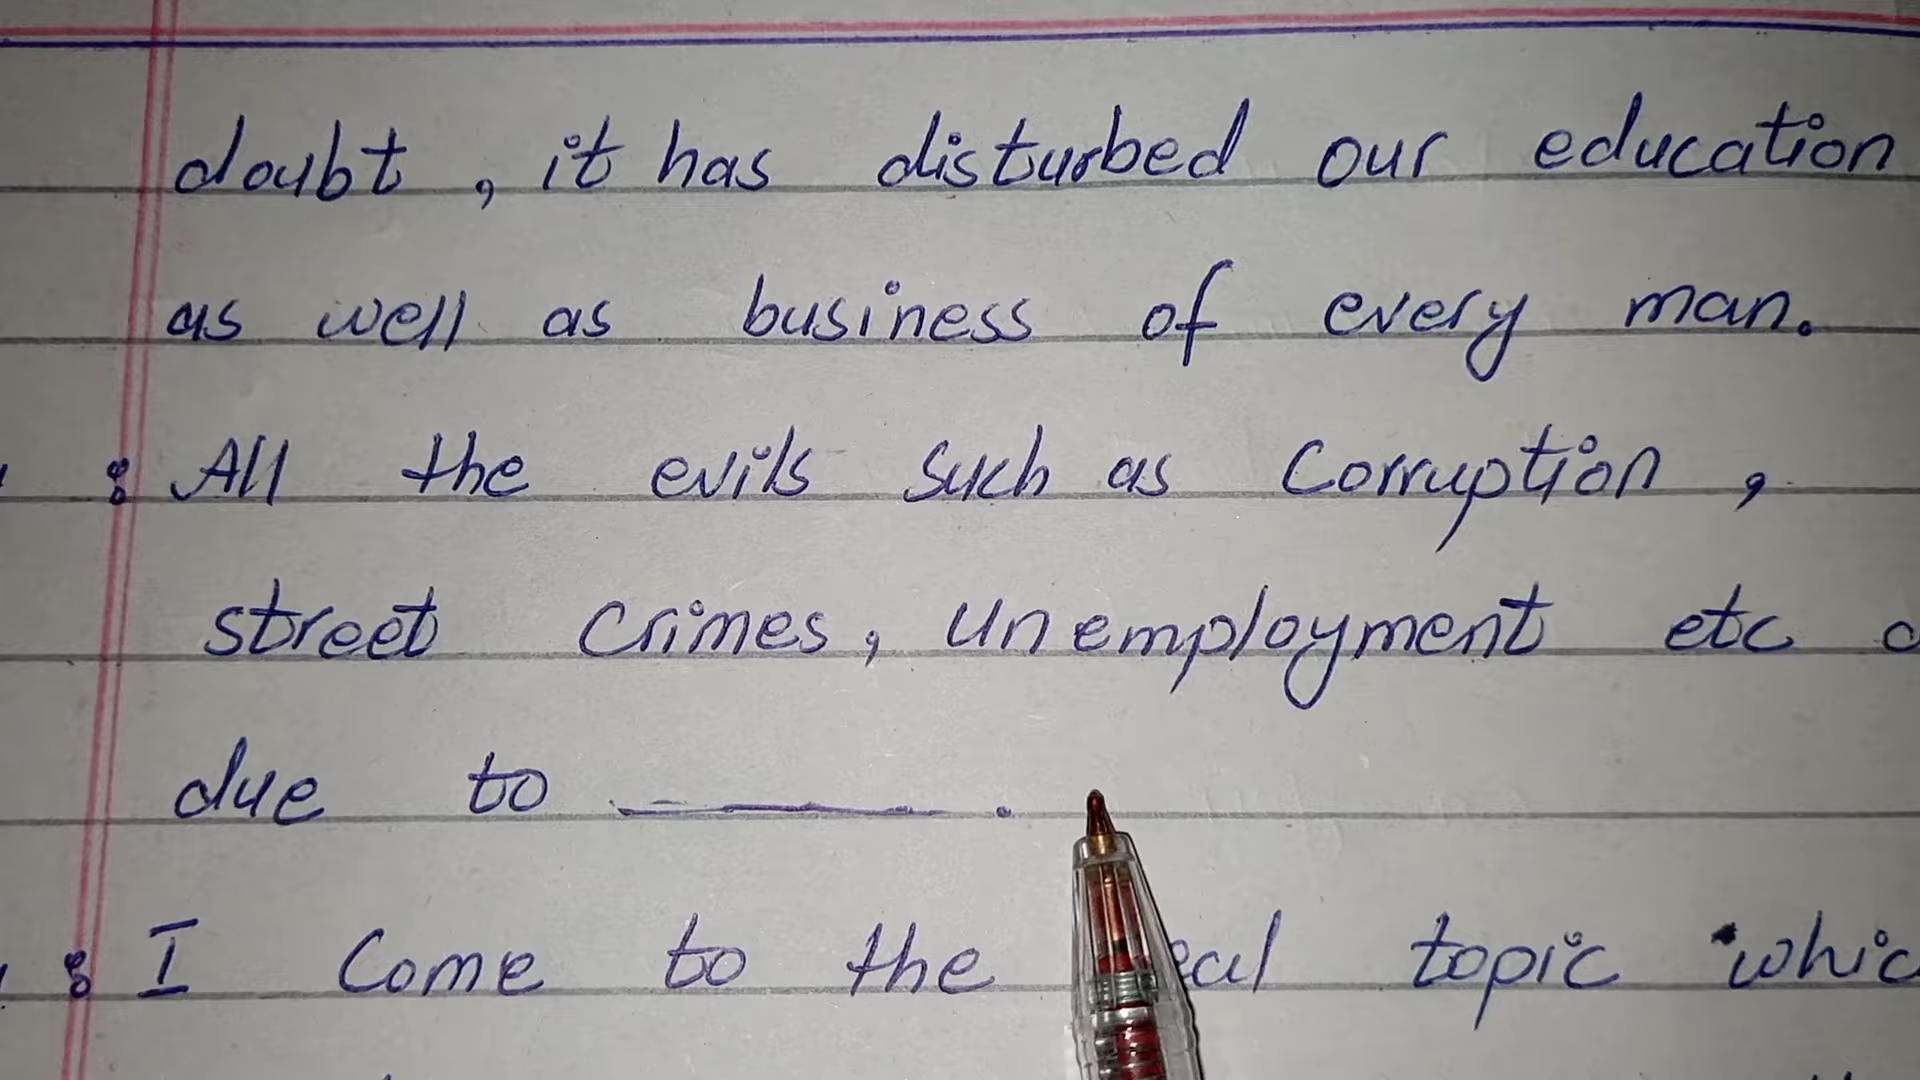 doubt, it has disturbed our education
as well as business of every man.
: All the evils such as Corruption,
street Crimes, Unemployment etc
due to ______.
: I Come to the topic